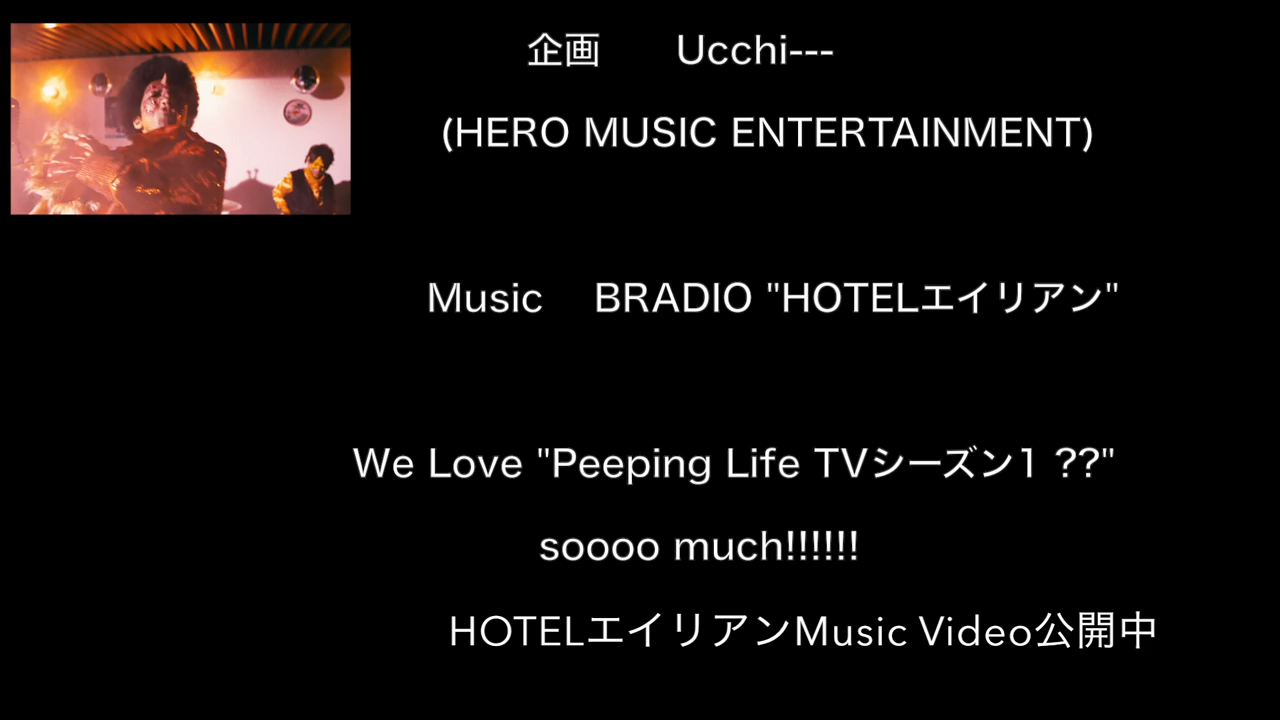 企画 Ucchi---
(HERO MUSIC ENTERTAINMENT)
Music BRADIO "HOTELエイリアン"
We Love "Peeping Life TVシーズン1 ??"
soooo much!!!!!!
HOTELエイリアンMusic Video公開中